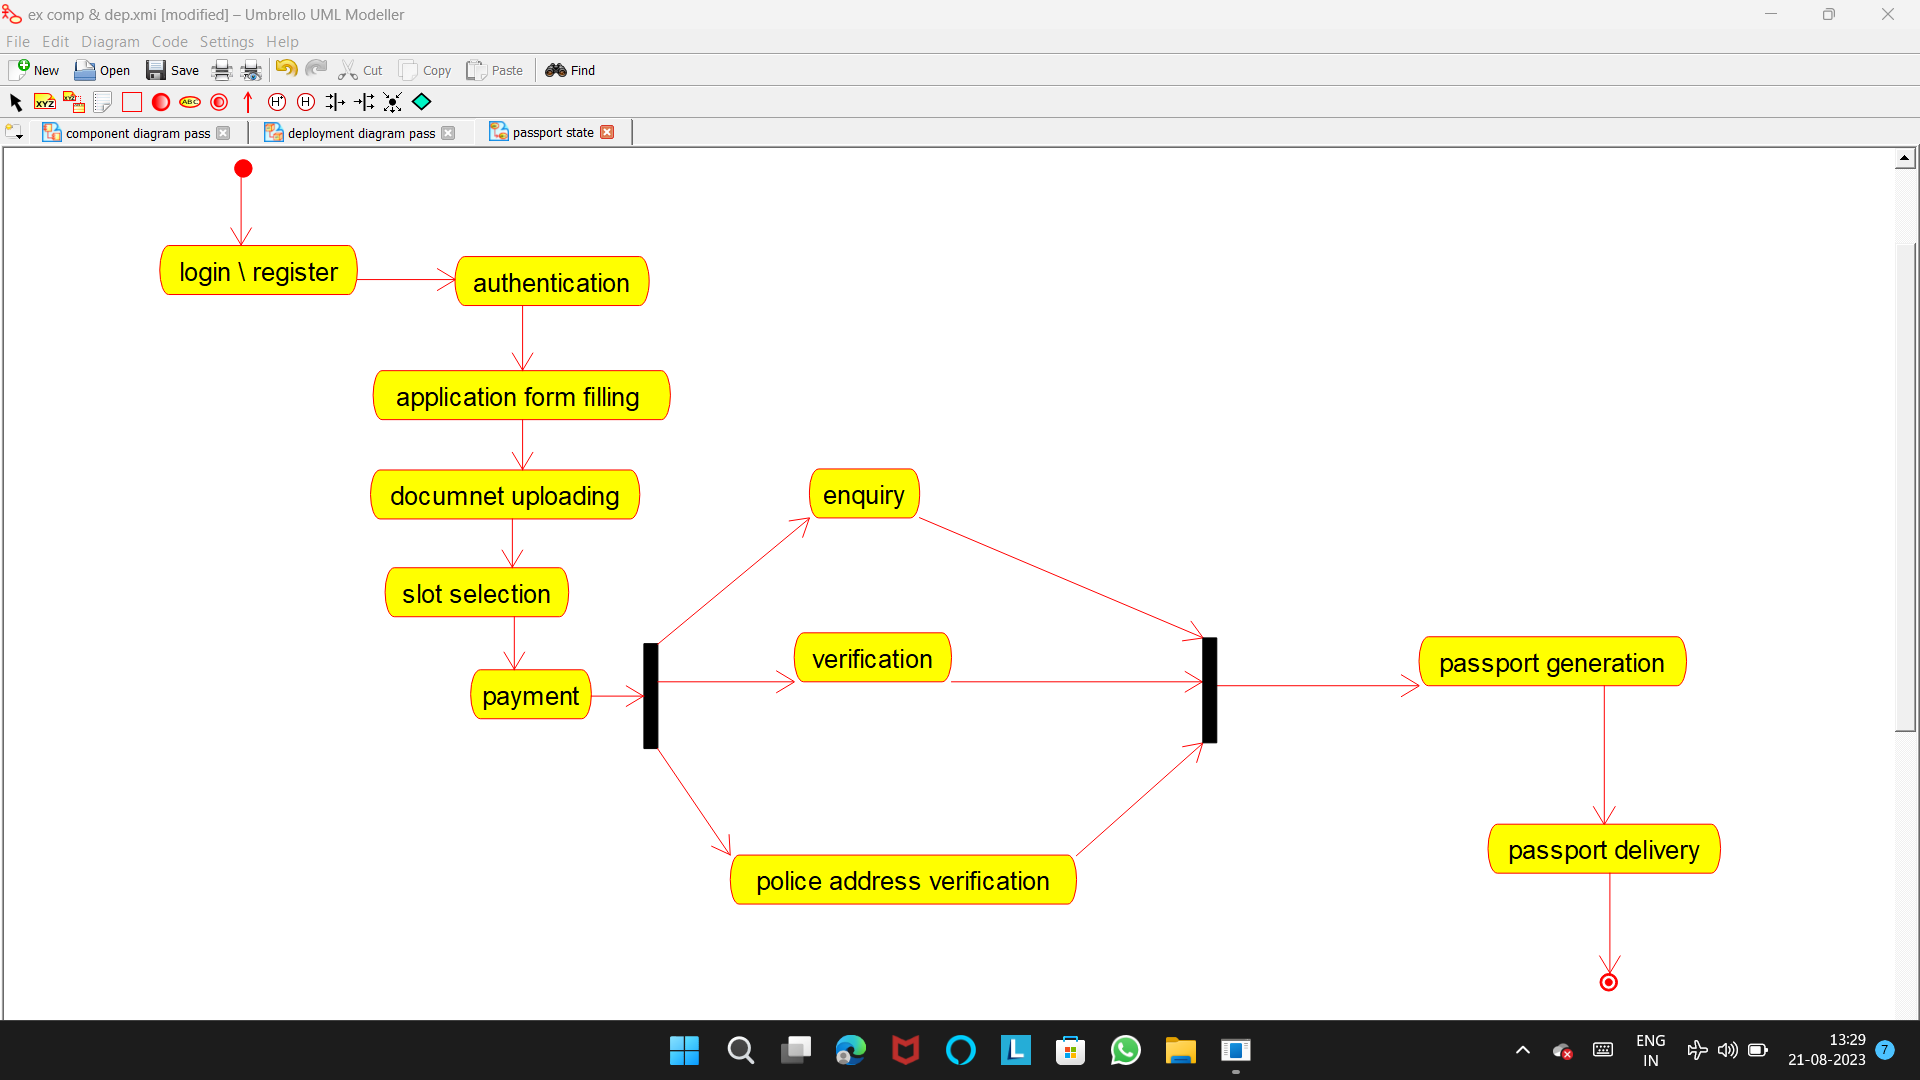 ex comp & dep.xmi [modified] – Umbrello UML Modeller
File Edit Diagram Code Settings Help
New Open Save Cut Copy Paste Find
XYZ XYZ ABC H* H
component diagram pass deployment diagram pass passport state
login \ register
authentication
application form filling
documnet uploading
enquiry
slot selection
verification
passport generation
payment
passport delivery
police address verification
L
ENG
IN
13:29
21-08-2023
7